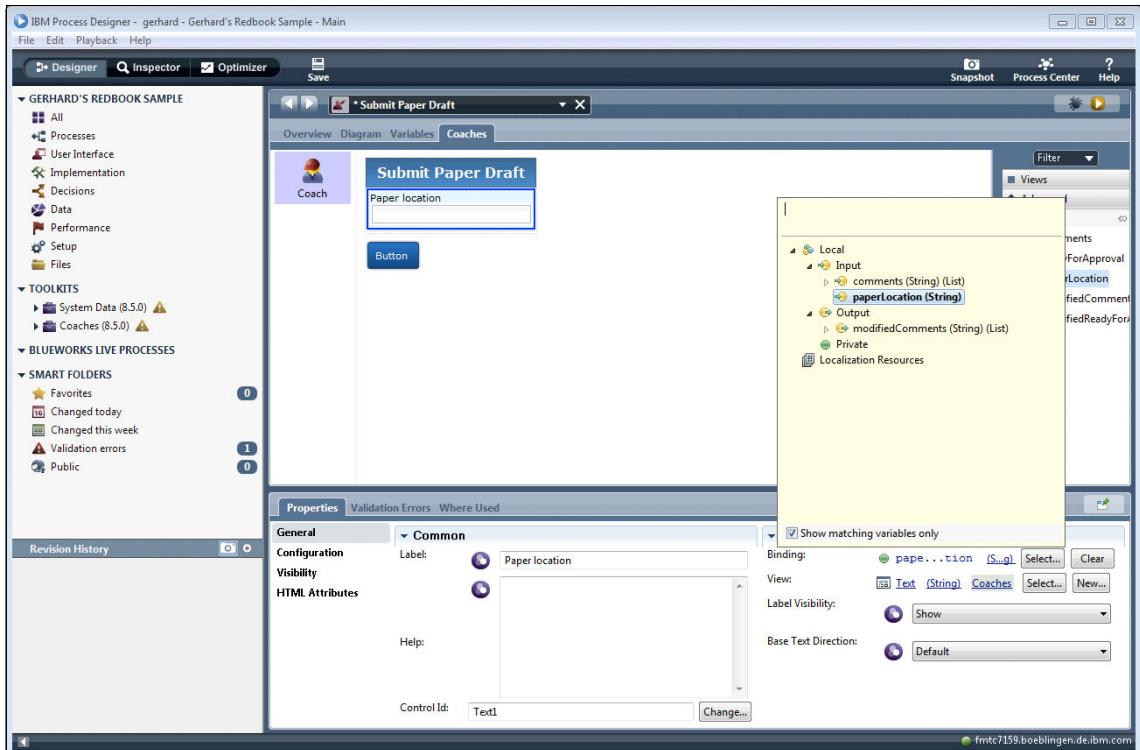 IBM Process Designer - gerhard - Gerhard's Redbook Sample - Main
File Edit Playback Help
Designer Inspector Optimizer Save Snapshot Process Center Help
GERHARD'S REDBOOK SAMPLE
All
Processes
User Interface
Implementation
Decisions
Data
Performance
Setup
Files
TOOLKITS
System Data (8.5.0)
Coaches (8.5.0)
BLUEWORKS LIVE PROCESSES
SMART FOLDERS
Favorites 0
Changed today
Changed this week
Validation errors 1
Public 0
Revision History
* Submit Paper Draft
Overview Diagram Variables Coaches
Coach
Submit Paper Draft
Paper location
Button
Filter
Views
ments
rForApproval
rLocation
fiedComment
fiedReadyForA
Local
Input
comments (String) (List)
paperLocation (String)
Output
modifiedComments (String) (List)
Private
Localization Resources
Show matching variables only
Properties Validation Errors Where Used
General
Configuration
Visibility
HTML Attributes
Common
Label: Paper location
Help:
Control Id: Text1 Change...
Binding: pape...tion (S...g) Select... Clear
View: Text (String) Coaches Select... New...
Label Visibility: Show
Base Text Direction: Default
fmtc7159.boeblingen.de.ibm.com